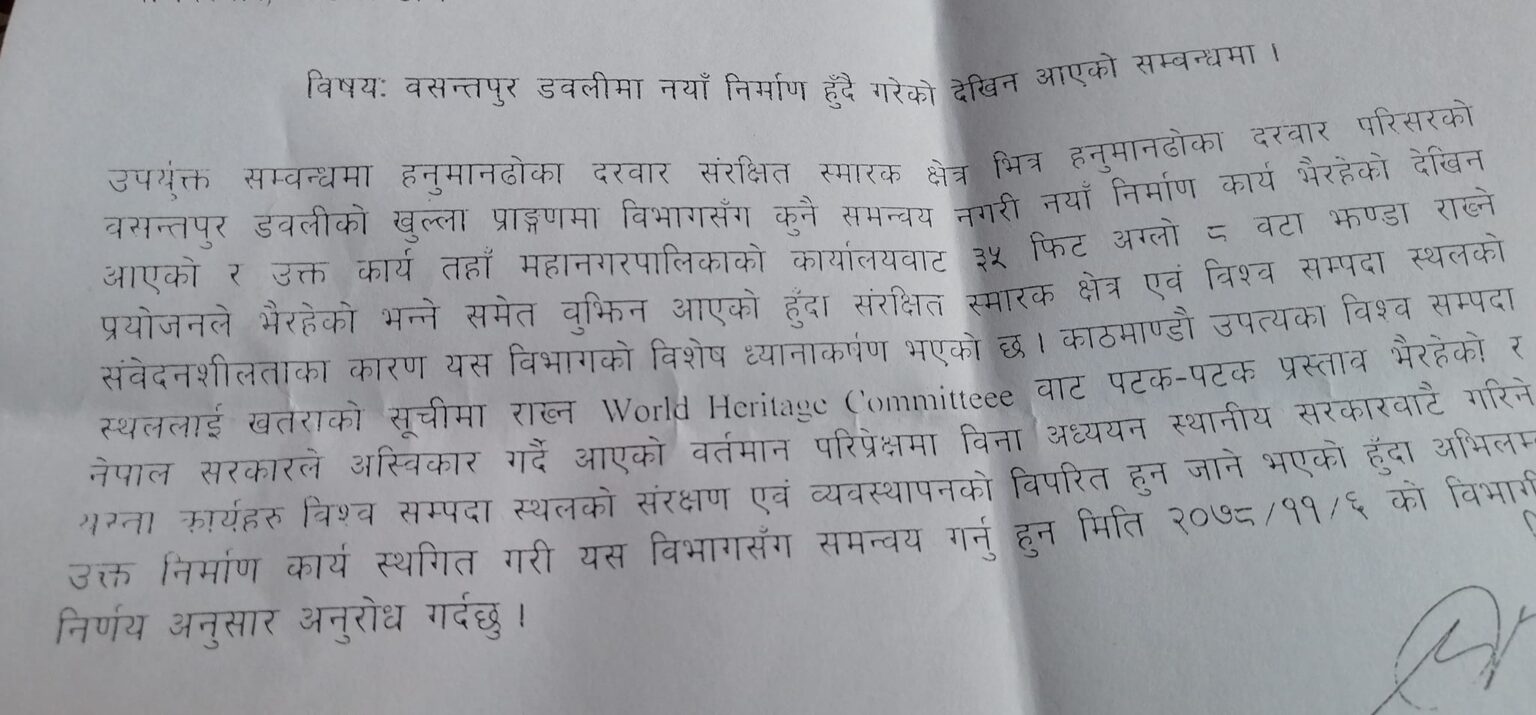 विषय: वसन्तपुर डवलीमा नयाँ निर्माण हुँदै गरेको देखिन आएको सम्वन्धमा ।
उपर्युक्त सम्वन्धमा हनुमानढोका दरवार संरक्षित स्मारक क्षेत्र भित्र हनुमानढोका दरवार परिसरको
वसन्तपुर डवलीको खुल्ला प्राङ्गणमा विभागसँग कुनै समन्वय नगरी नयाँ निर्माण कार्य भैरहेको देखिन
आएको र उक्त कार्य तहाँ महानगरपालिकाको कार्यालयवाट ३५ फिट अग्लो ८ वटा झण्डा राख्ने
प्रयोजनले भैरहेको भन्ने समेत वुझिन आएको हुँदा संरक्षित स्मारक क्षेत्र एवं विश्व सम्पदा स्थलको
संवेदनशीलताका कारण यस विभागको विशेष ध्यानाकर्षण भएको छ । काठमाण्डौ उपत्यका विश्व सम्पदा
स्थललाई खतराको सूचीमा राख्न World Heritage Committeee वाट पटक-पटक प्रस्ताव भैरहेको र
नेपाल सरकारले अस्विकार गर्दै आएको वर्तमान परिप्रेक्षमा विना अध्ययन स्थानीय सरकारवाटै गरिने
यस्ता कार्यहरु विश्व सम्पदा स्थलको संरक्षण एवं व्यवस्थापनको विपरित हुन जाने भएको हुँदा
उक्त निर्माण कार्य स्थगित गरी यस विभागसँग समन्वय गर्नु हुन मिति २०७८/११/६ को
निर्णय अनुसार अनुरोध गर्दछु ।